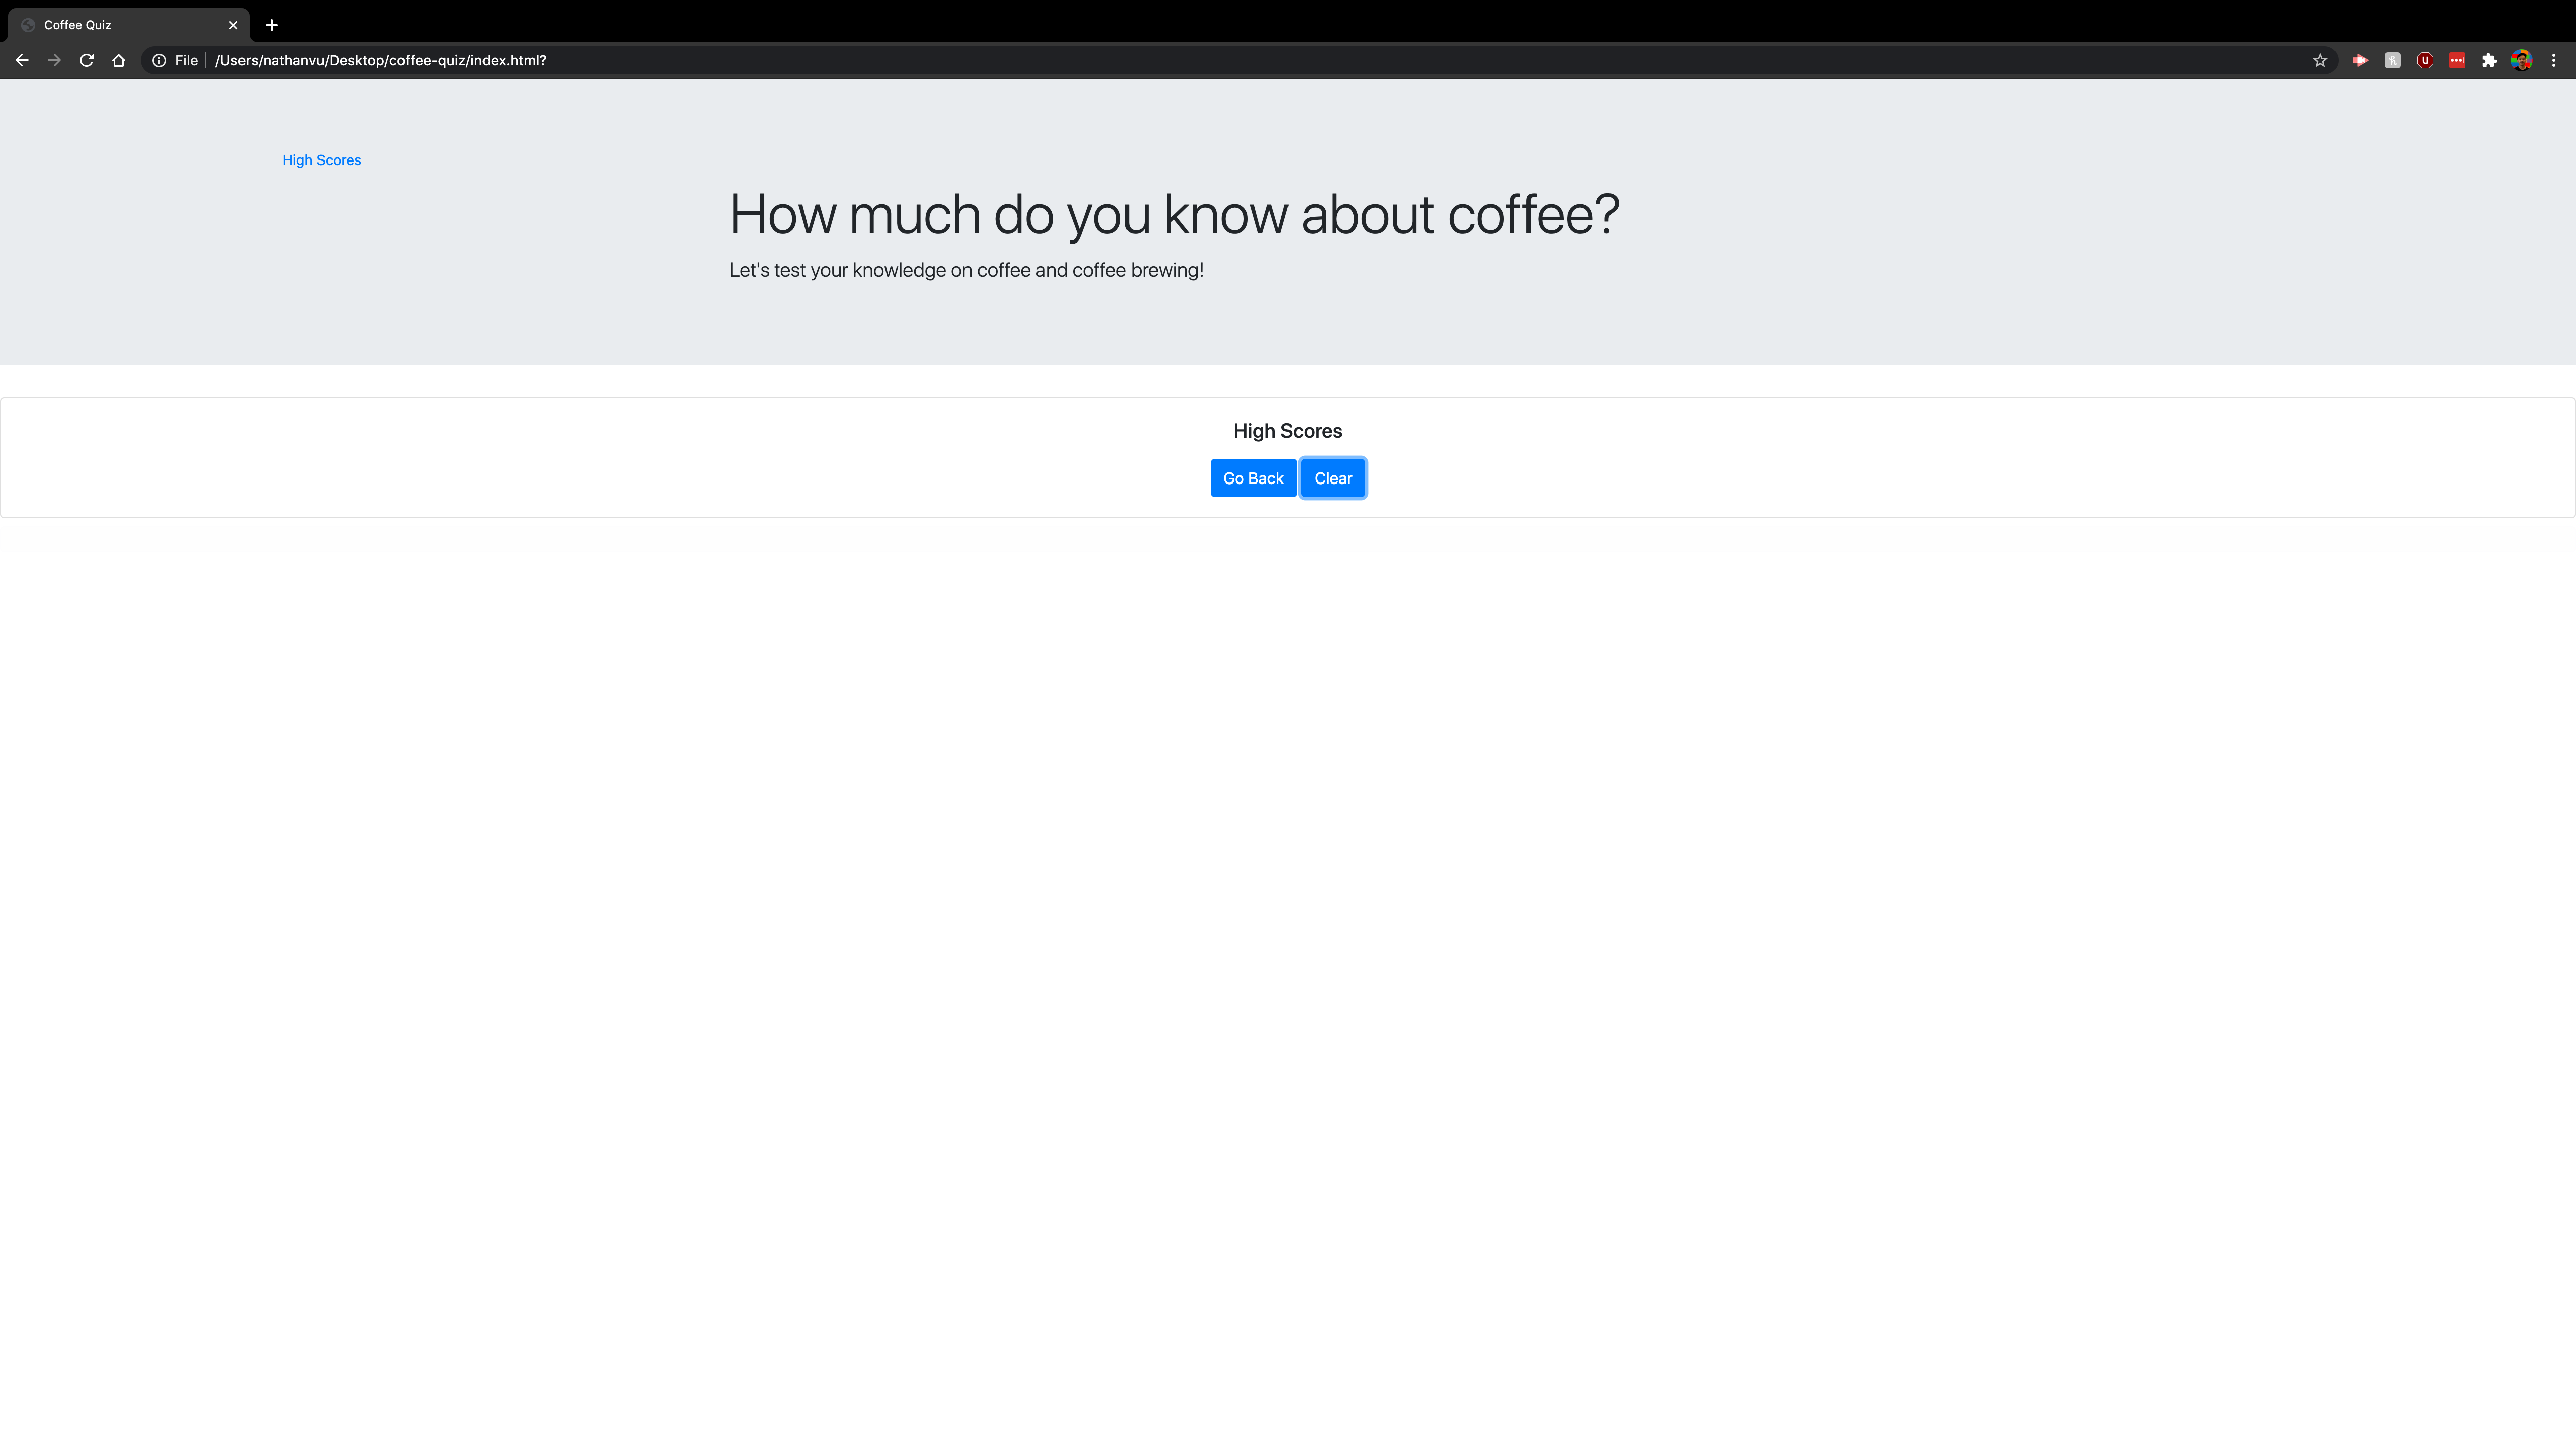 Coffee Quiz
File /Users/nathanvu/Desktop/coffee-quiz/index.html?
High Scores
How much do you know about coffee?
Let's test your knowledge on coffee and coffee brewing!
High Scores
Go Back Clear